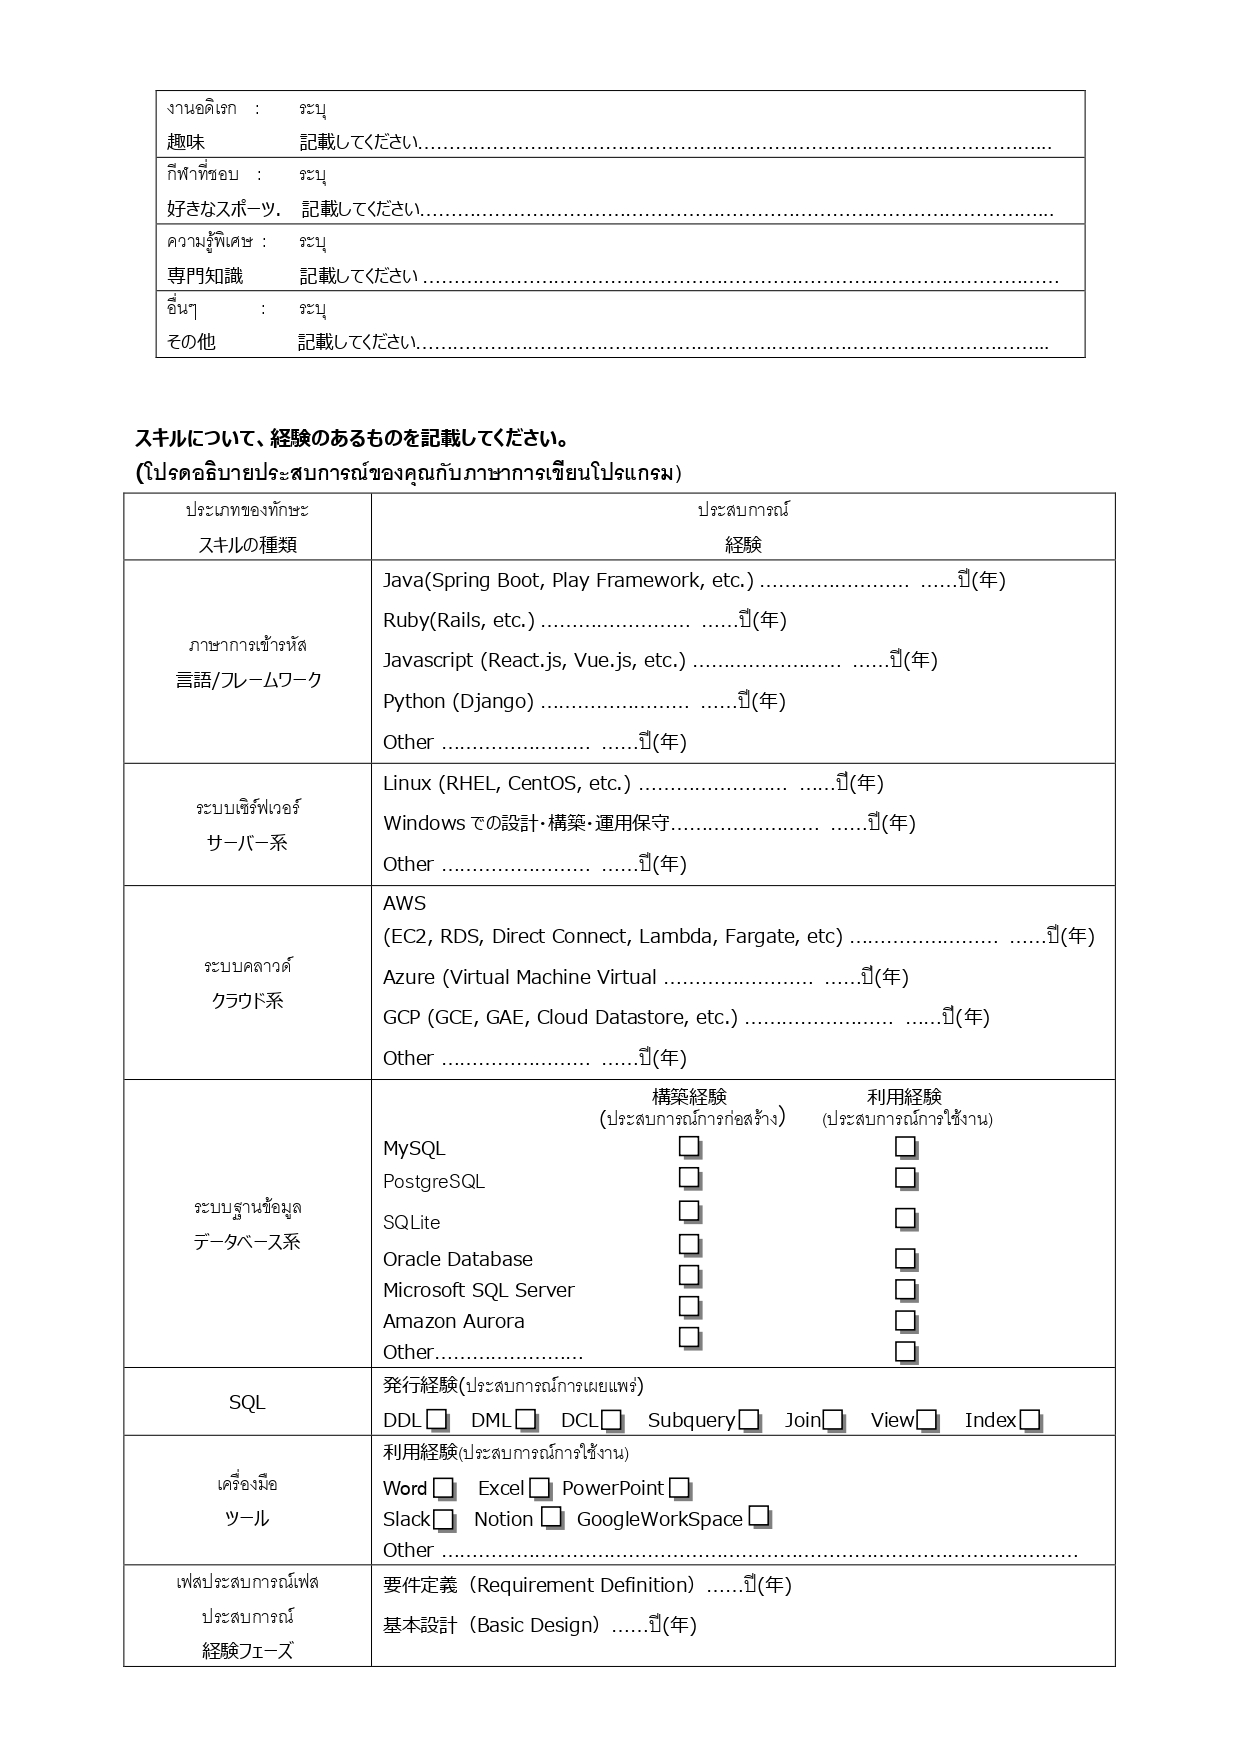 งานอดิเรก : ระบุ
趣味 記載してください……………………………………………………………………………………………
กีฬาที่ชอบ : ระบุ
好きなスポーツ. 記載してください……………………………………………………………………………………………
ความรู้พิเศษ : ระบุ
専門知識 記載してください ……………………………………………………………………………………………
อื่นๆ : ระบุ
その他 記載してください……………………………………………………………………………………………
スキルについて、経験のあるものを記載してください。
(โปรดอธิบายประสบการณ์ของคุณกับภาษาการเขียนโปรแกรม)
ประเภทของทักษะ ประสบการณ์
スキルの種類 経験
ภาษาการเข้ารหัส
言語/フレームワーク
Java(Spring Boot, Play Framework, etc.) …………………… ……ปี(年)
Ruby(Rails, etc.) …………………… ……ปี(年)
Javascript (React.js, Vue.js, etc.) …………………… ……ปี(年)
Python (Django) …………………… ……ปี(年)
Other …………………… ……ปี(年)
ระบบเซิร์ฟเวอร์
サーバー系
Linux (RHEL, CentOS, etc.) …………………… ……ปี(年)
Windows での設計・構築・運用保守…………………… ……ปี(年)
Other …………………… ……ปี(年)
ระบบคลาวด์
クラウド系
AWS
(EC2, RDS, Direct Connect, Lambda, Fargate, etc) …………………… ……ปี(年)
Azure (Virtual Machine Virtual …………………… ……ปี(年)
GCP (GCE, GAE, Cloud Datastore, etc.) …………………… ……ปี(年)
Other …………………… ……ปี(年)
ระบบฐานข้อมูล
データベース系
構築経験 利用経験
(ประสบการณ์การก่อสร้าง) (ประสบการณ์การใช้งาน)
MySQL
PostgreSQL
SQLite
Oracle Database
Microsoft SQL Server
Amazon Aurora
Other……………………
SQL
発行経験(ประสบการณ์การเผยแพร่)
DDL DML DCL Subquery Join View Index
เครื่องมือ
ツール
利用経験(ประสบการณ์การใช้งาน)
Word Excel PowerPoint
Slack Notion GoogleWorkSpace
Other ……………………………………………………………………………………………
เฟสประสบการณ์เฟส
ประสบการณ์
経験フェーズ
要件定義（Requirement Definition）……ปี(年)
基本設計（Basic Design）……ปี(年)